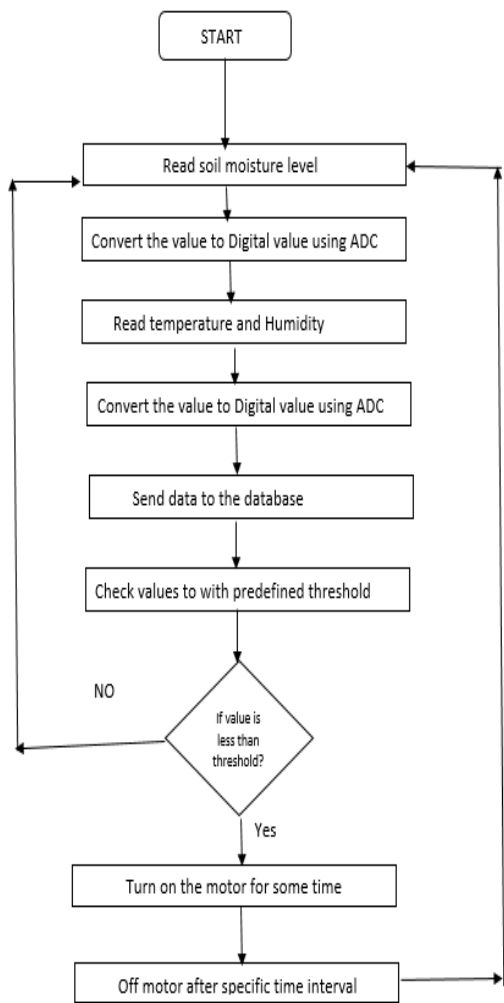 START
Read soil moisture level
Convert the value to Digital value using ADC
Read temperature and Humidity
Convert the value to Digital value using ADC
Send data to the database
Check values to with predefined threshold
NO
If value is
less than
threshold?
Yes
Turn on the motor for some time
Off motor after specific time interval